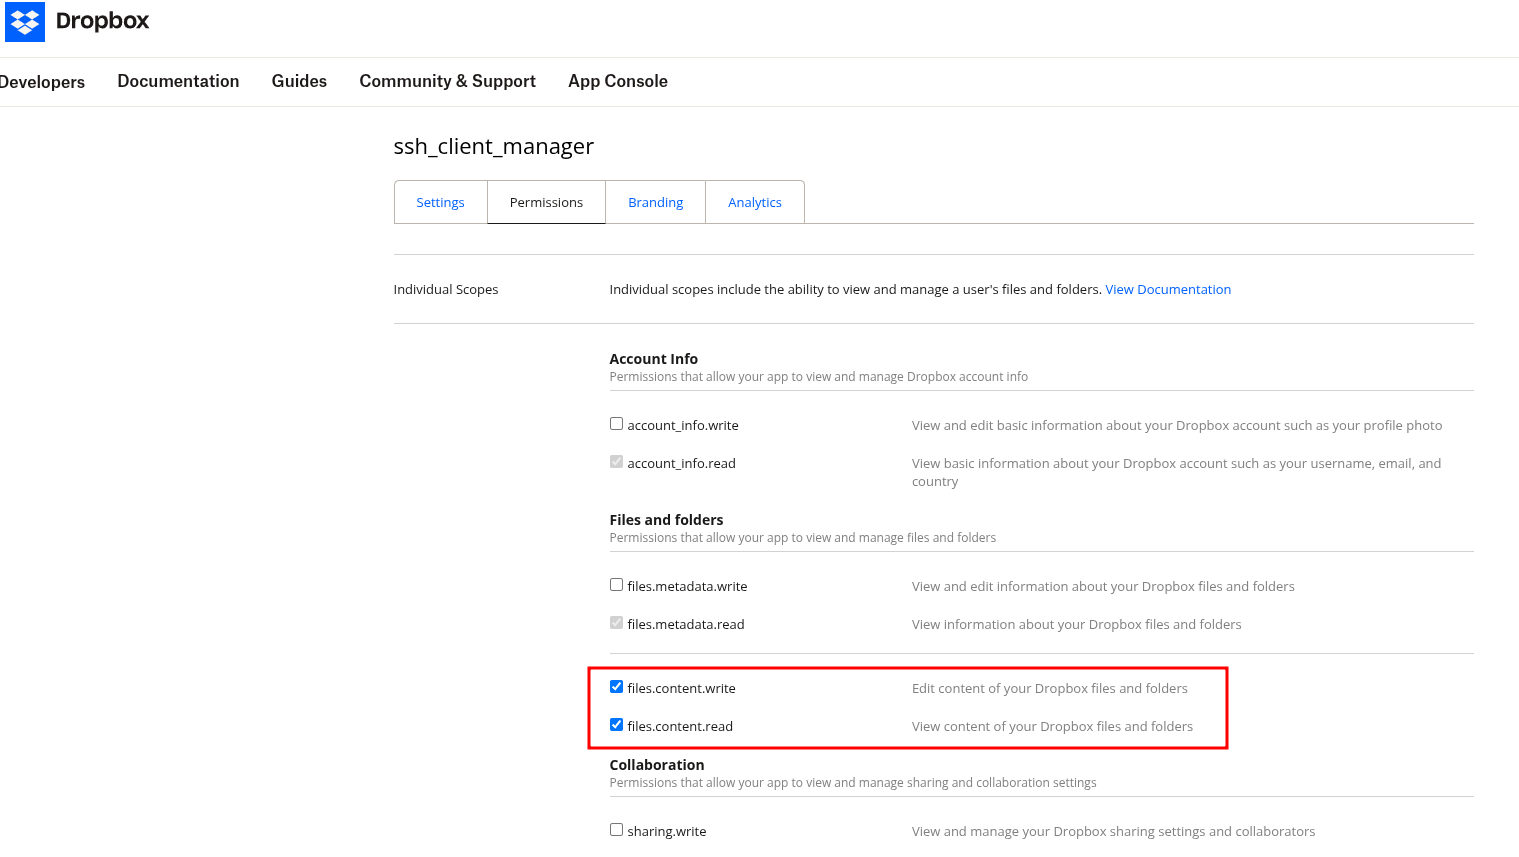 Dropbox
Developers Documentation Guides Community & Support App Console
ssh_client_manager
Settings Permissions Branding Analytics
Individual Scopes Individual scopes include the ability to view and manage a user's files and folders. View Documentation
Account Info
Permissions that allow your app to view and manage Dropbox account info
account_info.write View and edit basic information about your Dropbox account such as your profile photo
account_info.read View basic information about your Dropbox account such as your username, email, and
country
Files and folders
Permissions that allow your app to view and manage files and folders
files.metadata.write View and edit information about your Dropbox files and folders
files.metadata.read View information about your Dropbox files and folders
files.content.write Edit content of your Dropbox files and folders
files.content.read View content of your Dropbox files and folders
Collaboration
Permissions that allow your app to view and manage sharing and collaboration settings
sharing.write View and manage your Dropbox sharing settings and collaborators